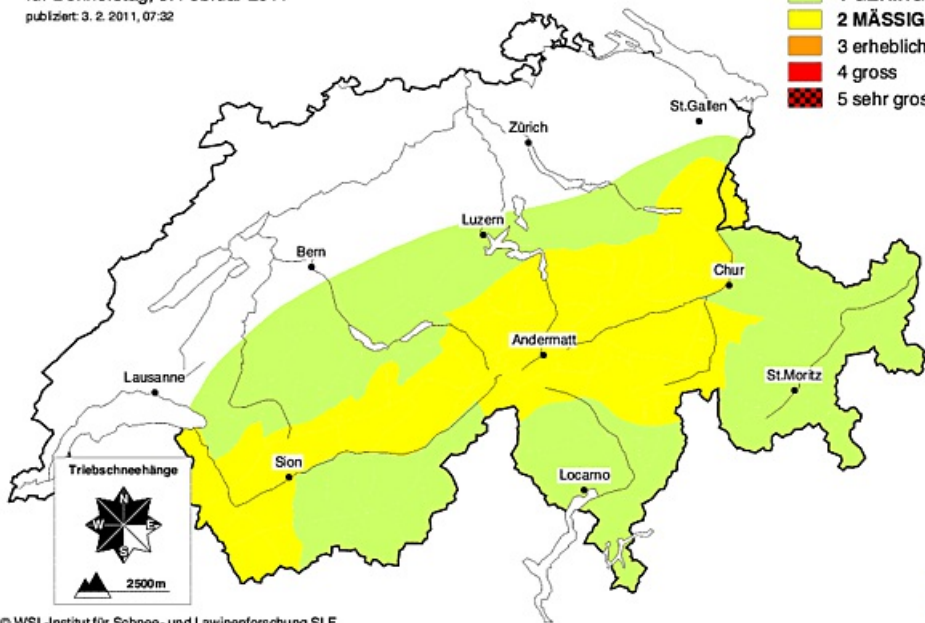 publiziert: 3. 2. 2011, 07:32
2 MÄSSIG
3 erheblich
4 gross
5 sehr gros
St.Gallen
Zürich
Luzern
Bern
Chur
Andermatt
Lausanne
St.Moritz
Sion
Locarno
Triebschneehänge
N
W E
S
2500m
© WSL-Institut für Schnee- und Lawinenforschung SLF